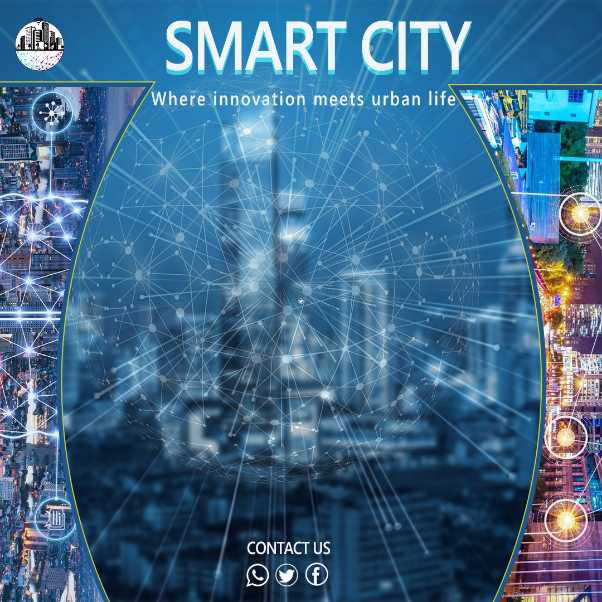 SMART CITY
Where innovation meets urban life
CONTACT US